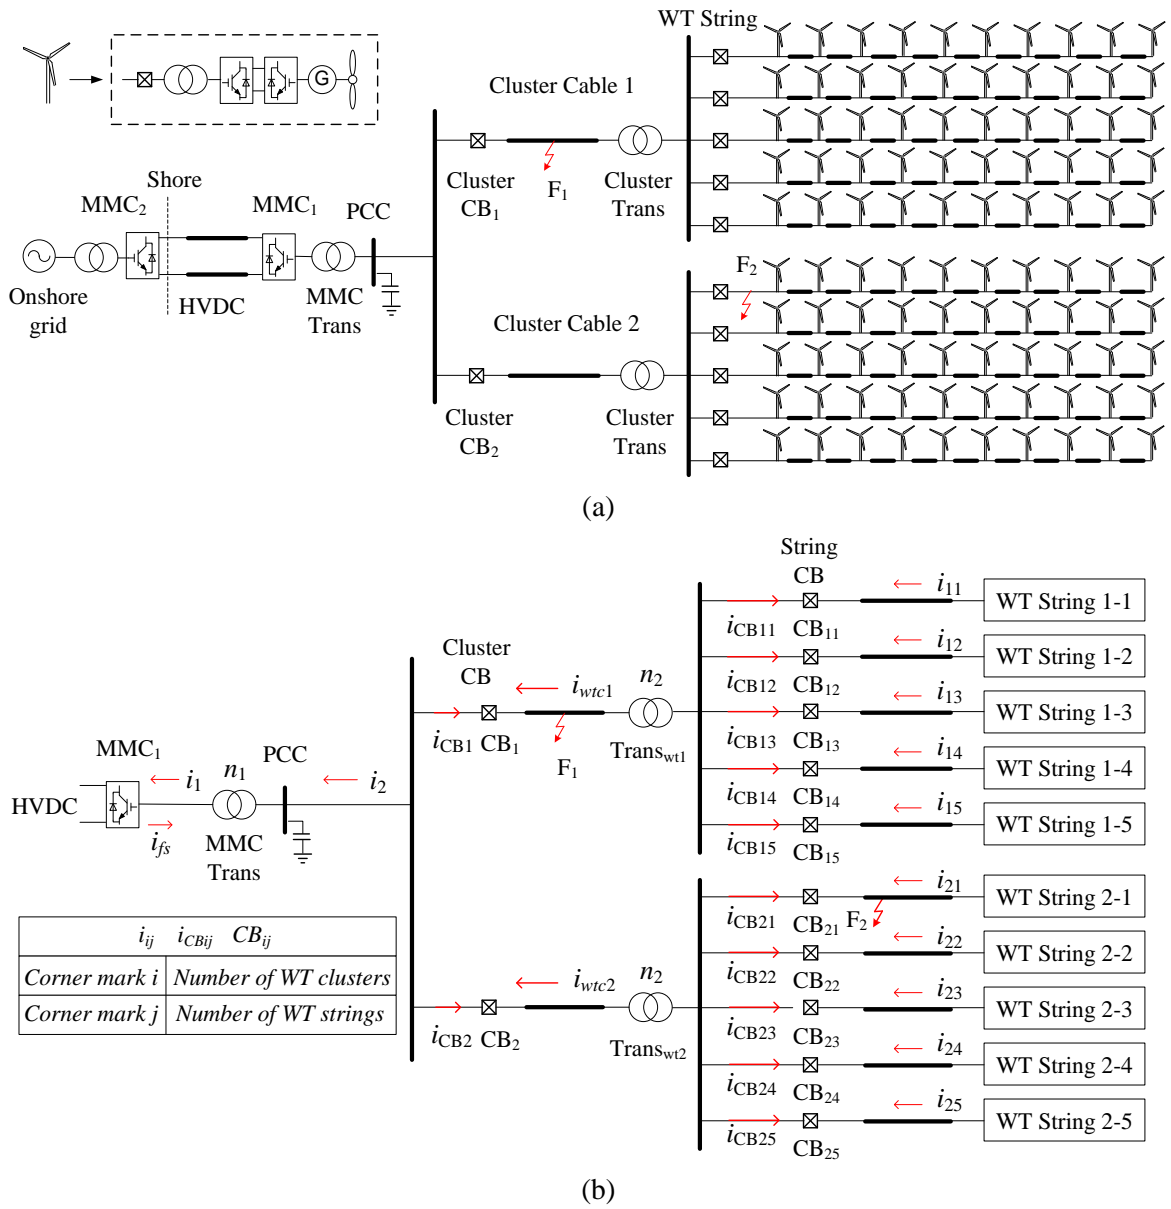 WT String
Cluster Cable 1
G
Cluster
CB1
F1
Cluster
Trans
Shore
MMC2
MMC1
PCC
Onshore
grid
HVDC
MMC
Trans
F2
Cluster Cable 2
Cluster
CB2
Cluster
Trans
(a)
String
CB
i11
WT String 1-1
iCB11
CB11
i12
WT String 1-2
iCB12
CB12
i13
WT String 1-3
iCB13
CB13
i14
WT String 1-4
iCB14
CB14
i15
WT String 1-5
iCB15
CB15
Cluster
CB
iwtc1
n2
iCB1
CB1
F1
Transwt1
MMC1
i1
n1
PCC
i2
HVDC
ifs
MMC
Trans
i21
WT String 2-1
iCB21
CB21
F2
i22
WT String 2-2
iCB22
CB22
i23
WT String 2-3
iCB23
CB23
i24
WT String 2-4
iCB24
CB24
i25
WT String 2-5
iCB25
CB25
iwtc2
n2
iCB2
CB2
Transwt2
iij iCBij CBij
Corner mark i Number of WT clusters
Corner mark j Number of WT strings
(b)